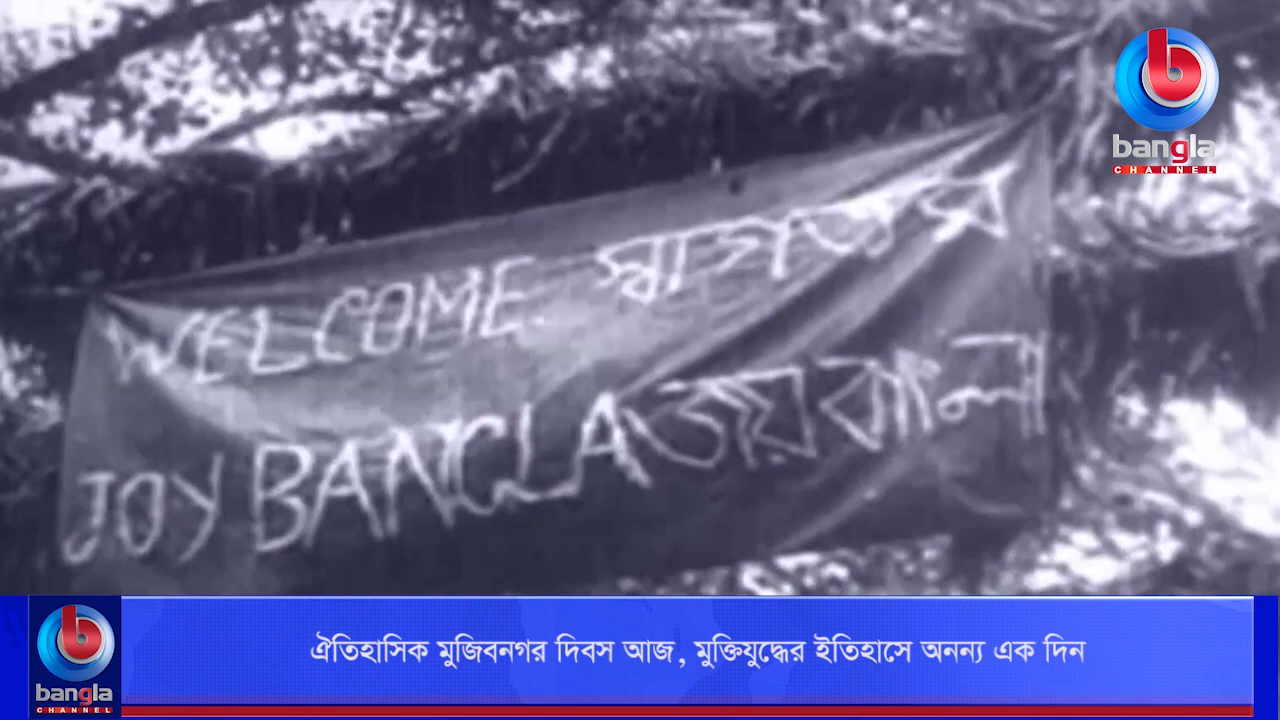 b
bangla
CHANNEL
WELCOME স্বাগতম
JOY BANGLA জয় বাংলা
b
bangla
CHANNEL
ঐতিহাসিক মুজিবনগর দিবস আজ, মুক্তিযুদ্ধের ইতিহাসে অনন্য এক দিন